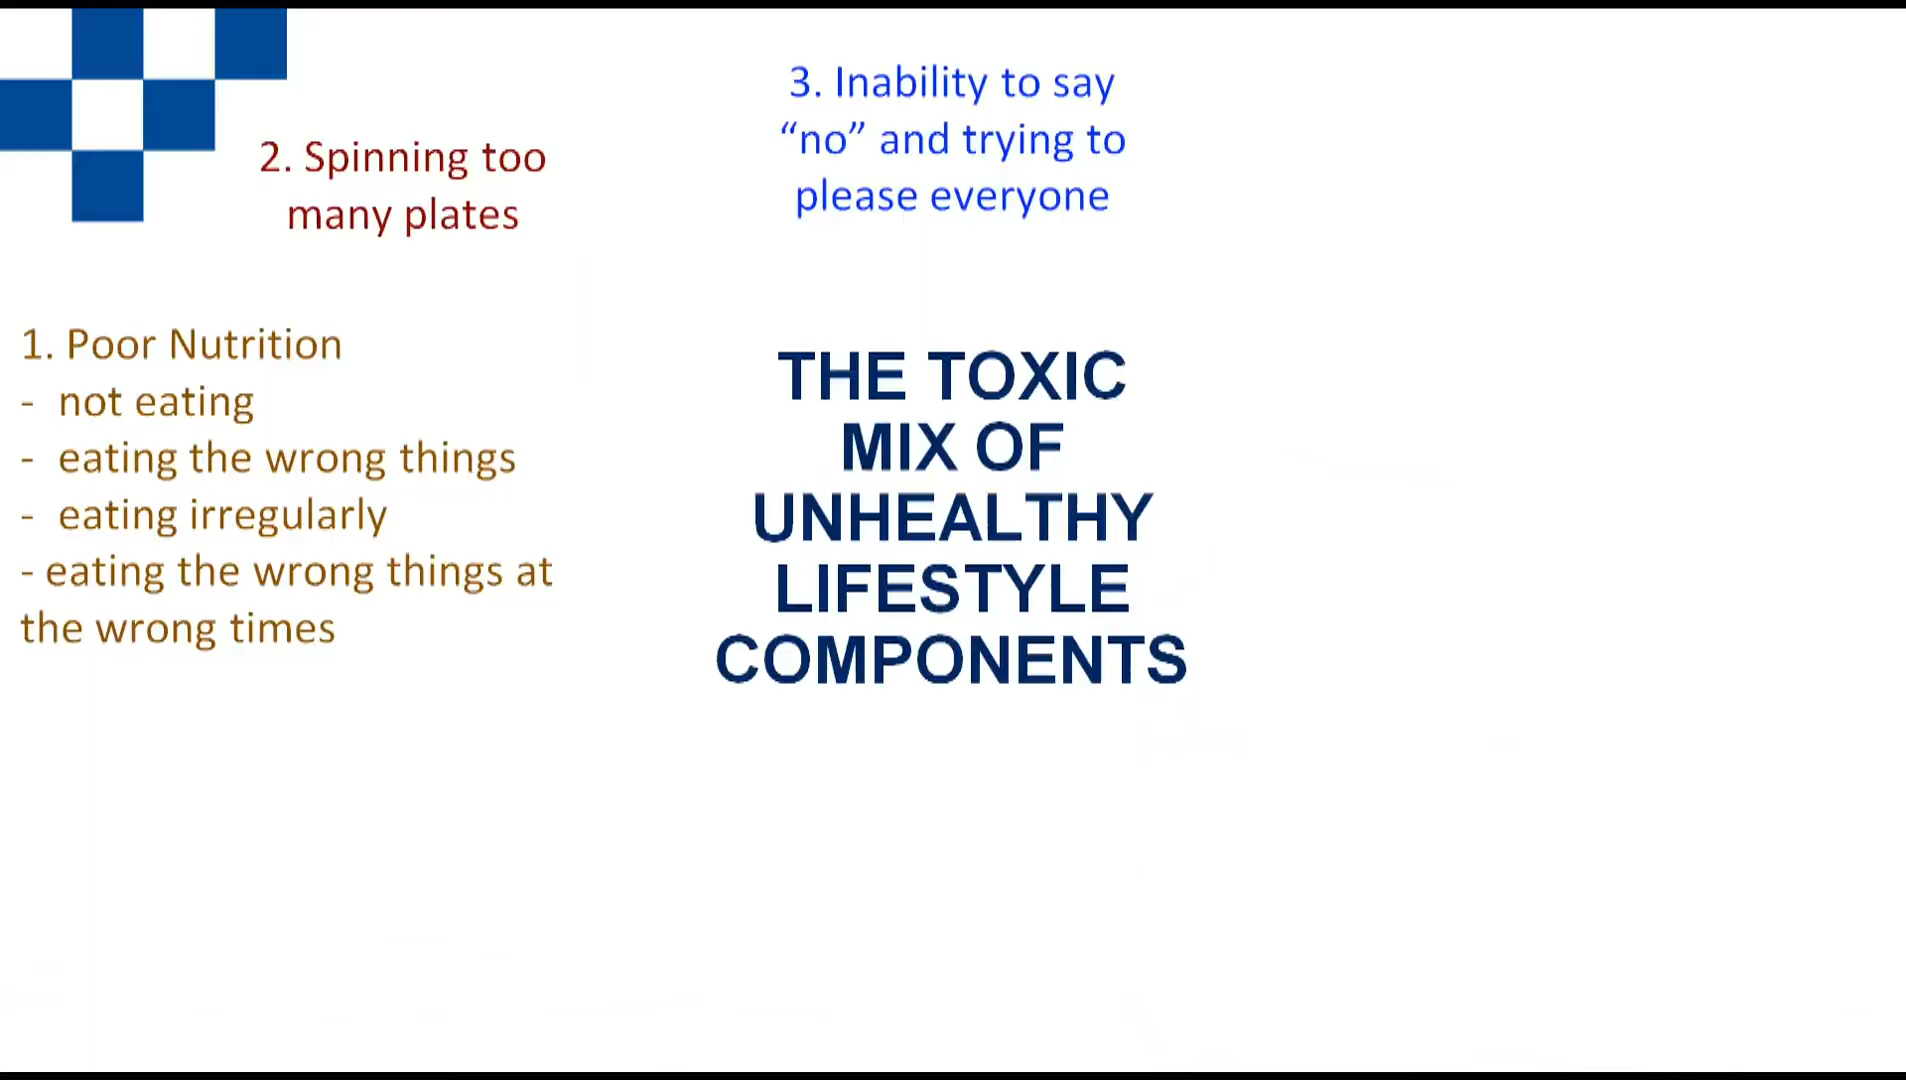 3. Inability to say
“no” and trying to
please everyone
2. Spinning too
many plates
1. Poor Nutrition
- not eating
- eating the wrong things
- eating irregularly
- eating the wrong things at
the wrong times
THE TOXIC
MIX OF
UNHEALTHY
LIFESTYLE
COMPONENTS